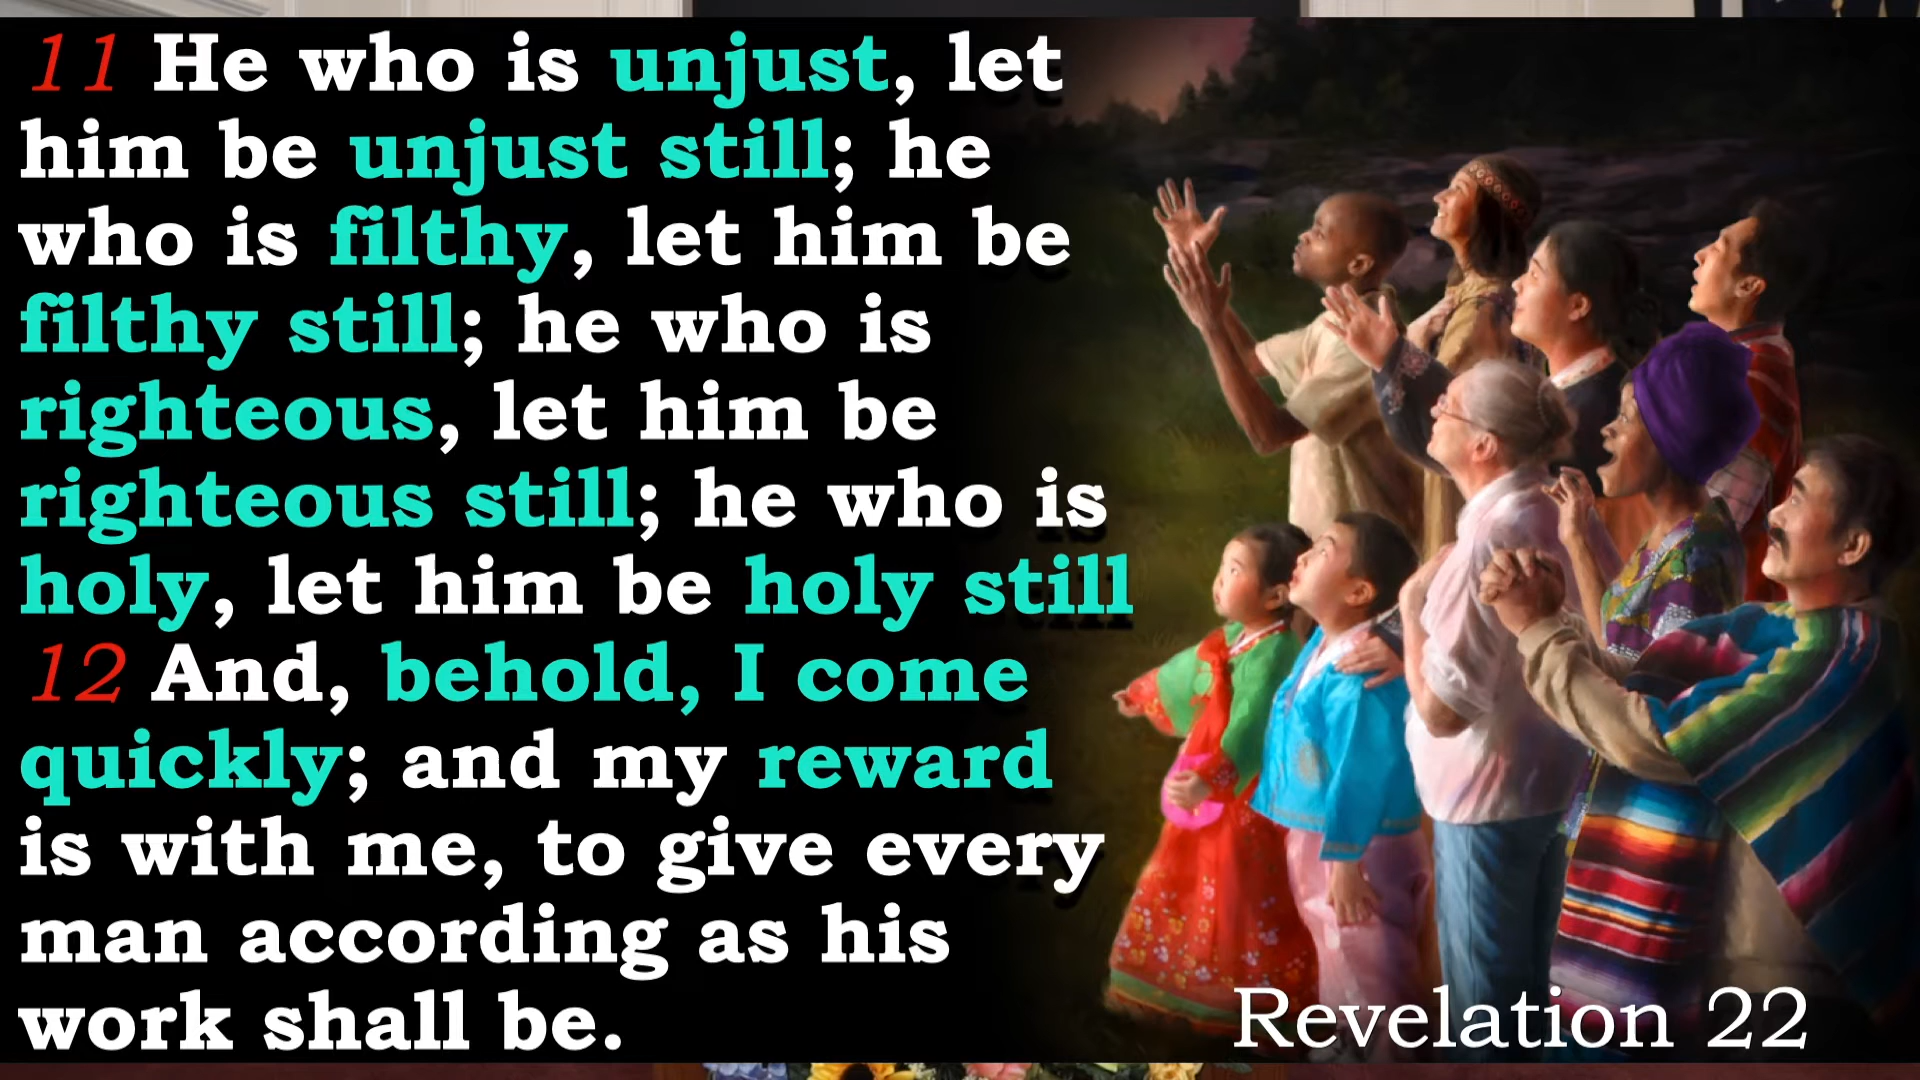 11 He who is unjust, let
him be unjust still; he
who is filthy, let him be
filthy still; he who is
righteous, let him be
righteous still; he who is
holy, let him be holy still
12 And, behold, I come
quickly; and my reward
is with me, to give every
man according as his
work shall be.
Revelation 22